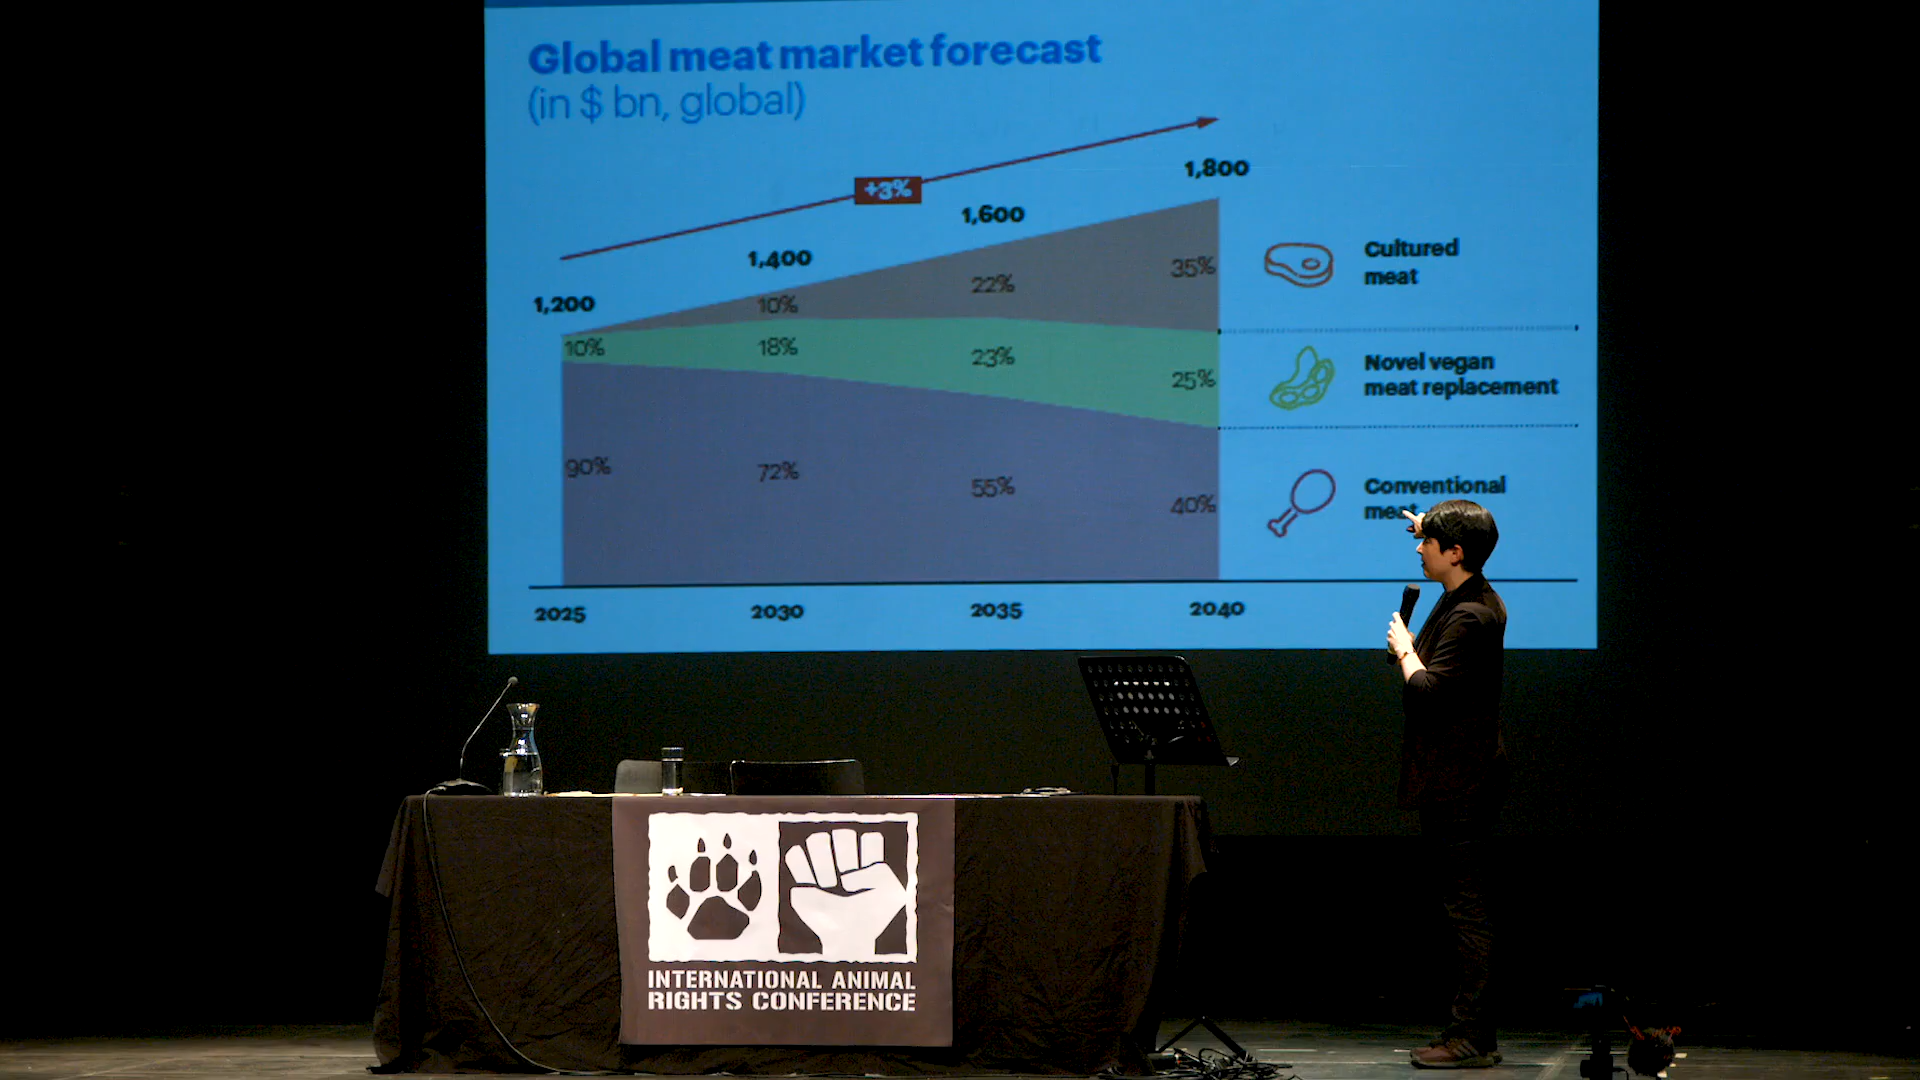 Global meat market forecast
(in $ bn, global)
+3%
1,200
1,400
1,600
1,800
10%
22%
35%
10%
18%
23%
25%
90%
72%
55%
40%
Cultured
meat
Novel vegan
meat replacement
Conventional
meat
2025
2030
2035
2040
INTERNATIONAL ANIMAL
RIGHTS CONFERENCE